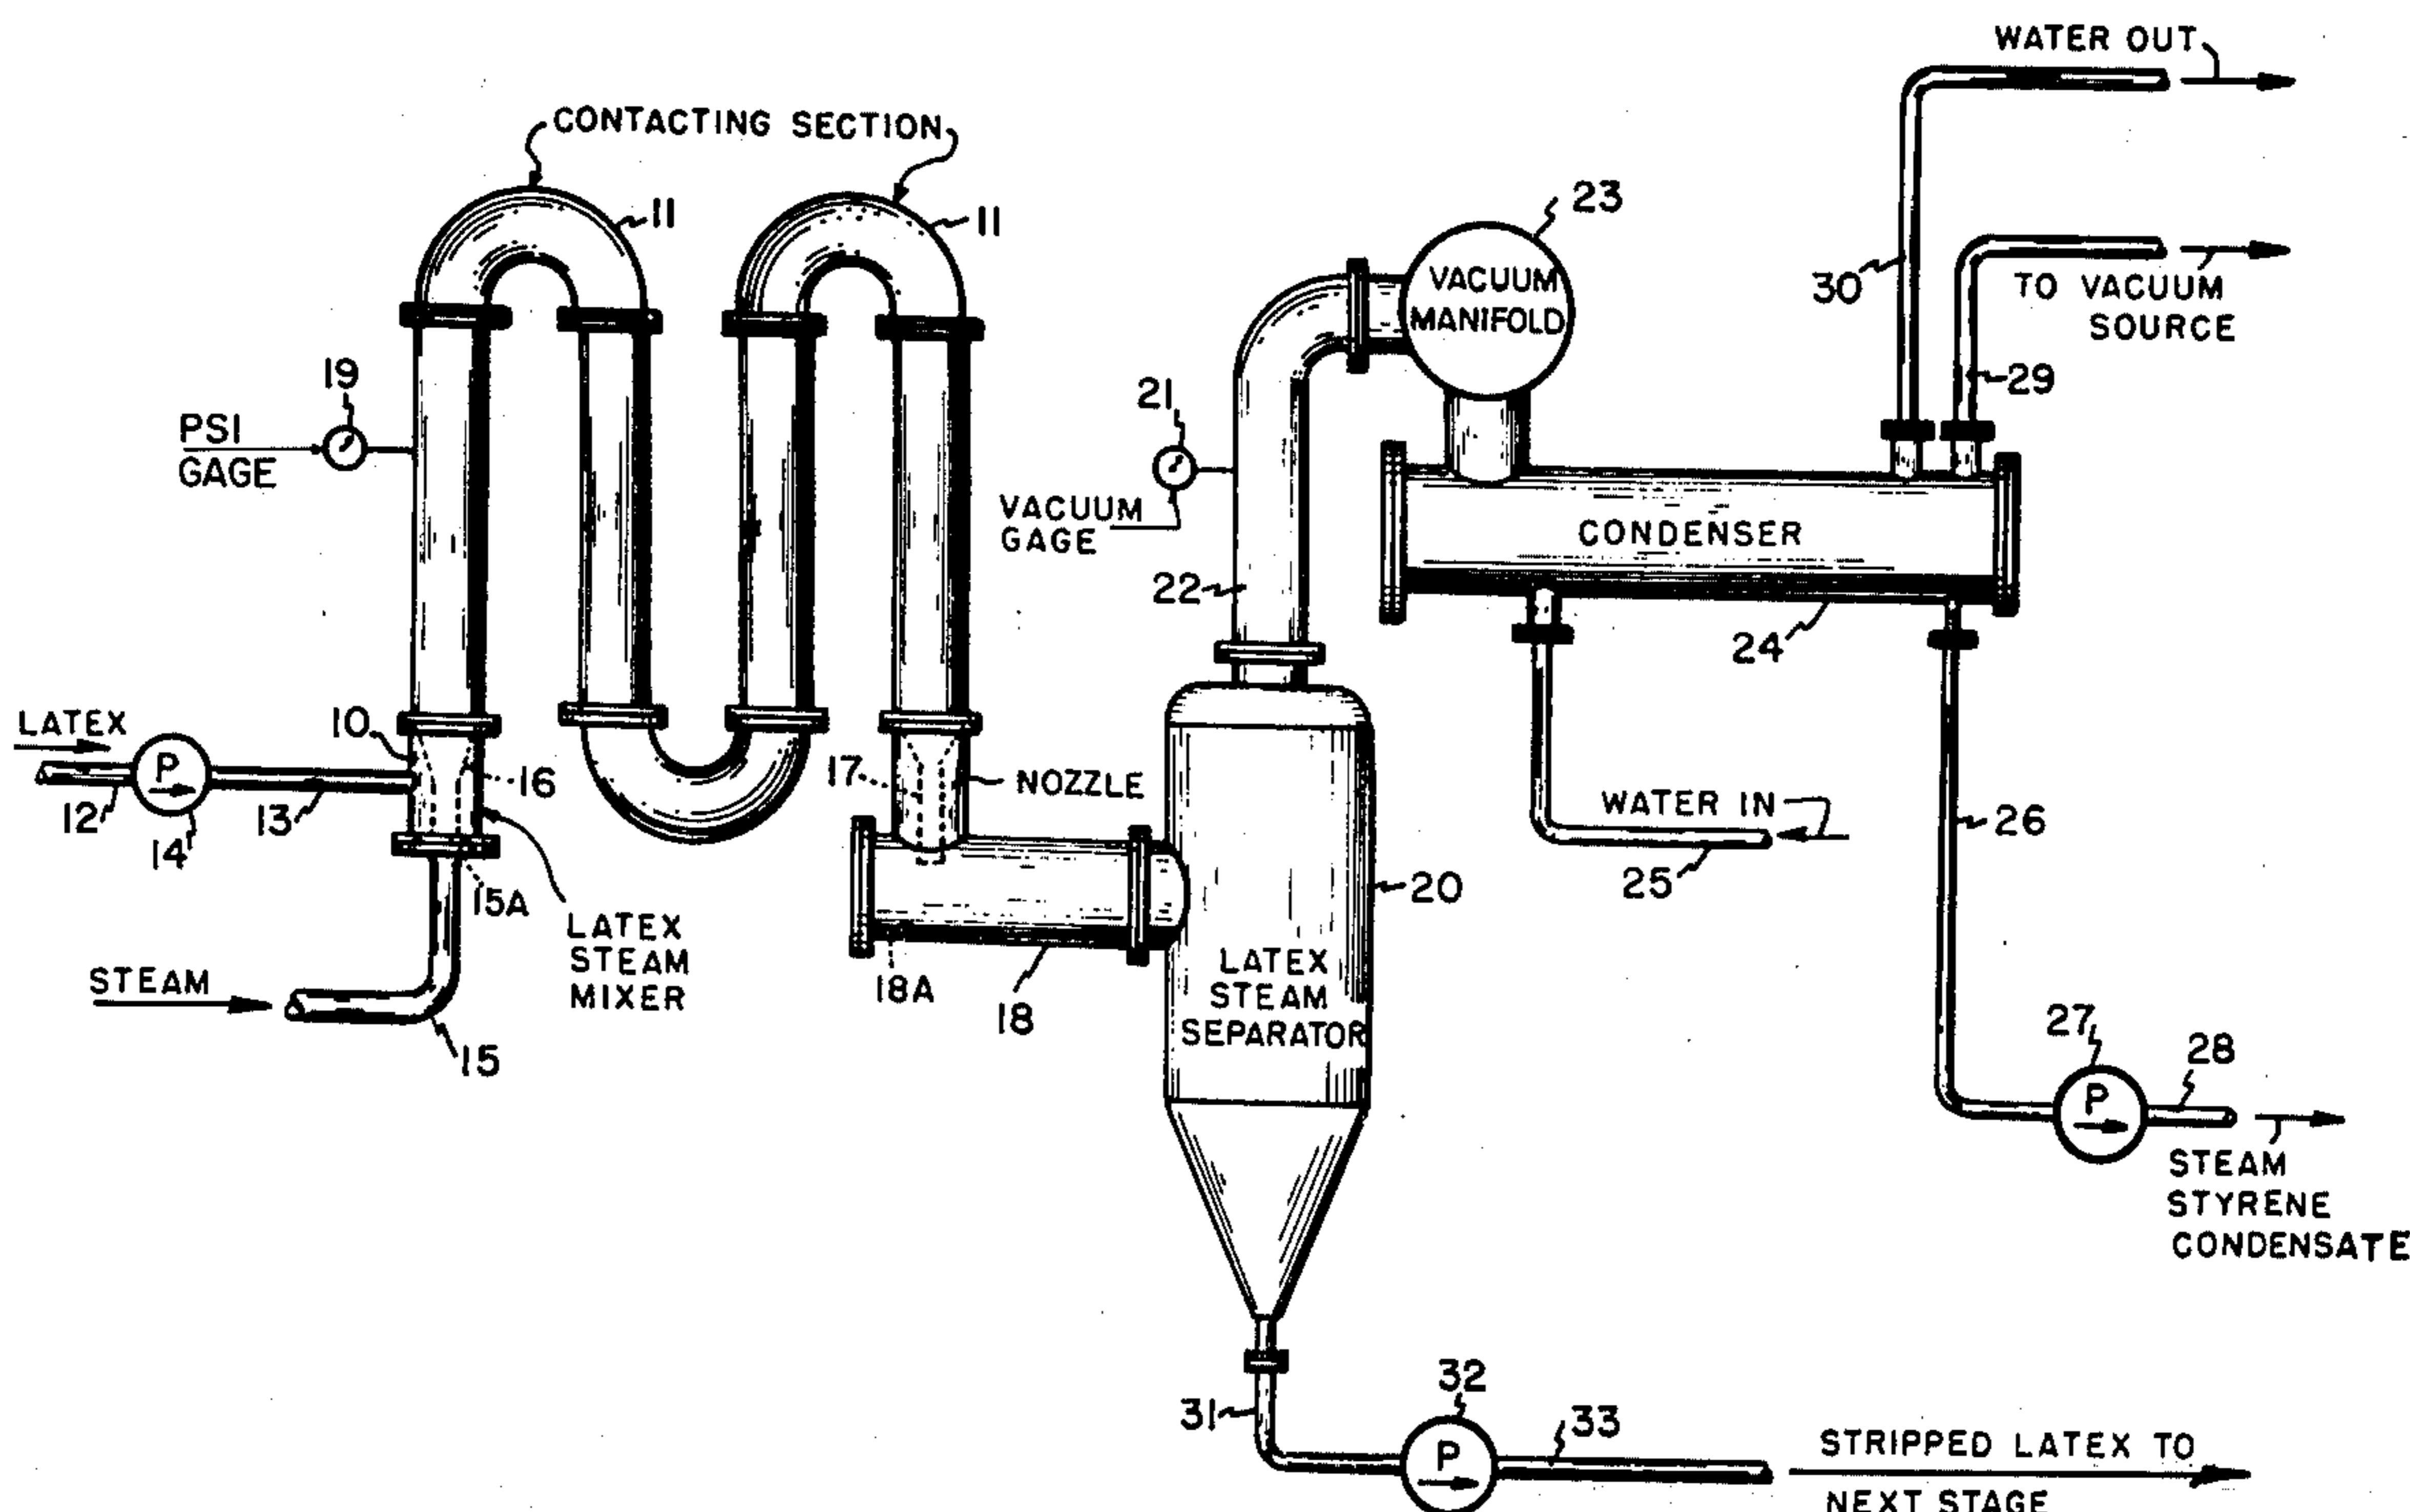 WATER OUT
CONTACTING SECTION
11
11
23
VACUUM
MANIFOLD
30
TO VACUUM
SOURCE
29
19
PSI
GAGE
21
VACUUM
GAGE
CONDENSER
22
24
LATEX
10
P
12
14
13
16
15A
17
NOZZLE
WATER IN
25
26
20
LATEX
STEAM
MIXER
STEAM
15
18A
18
LATEX
STEAM
SEPARATOR
27
28
P
STEAM
STYRENE
CONDENSATE
32
31
33
P
STRIPPED LATEX TO
NEXT STAGE